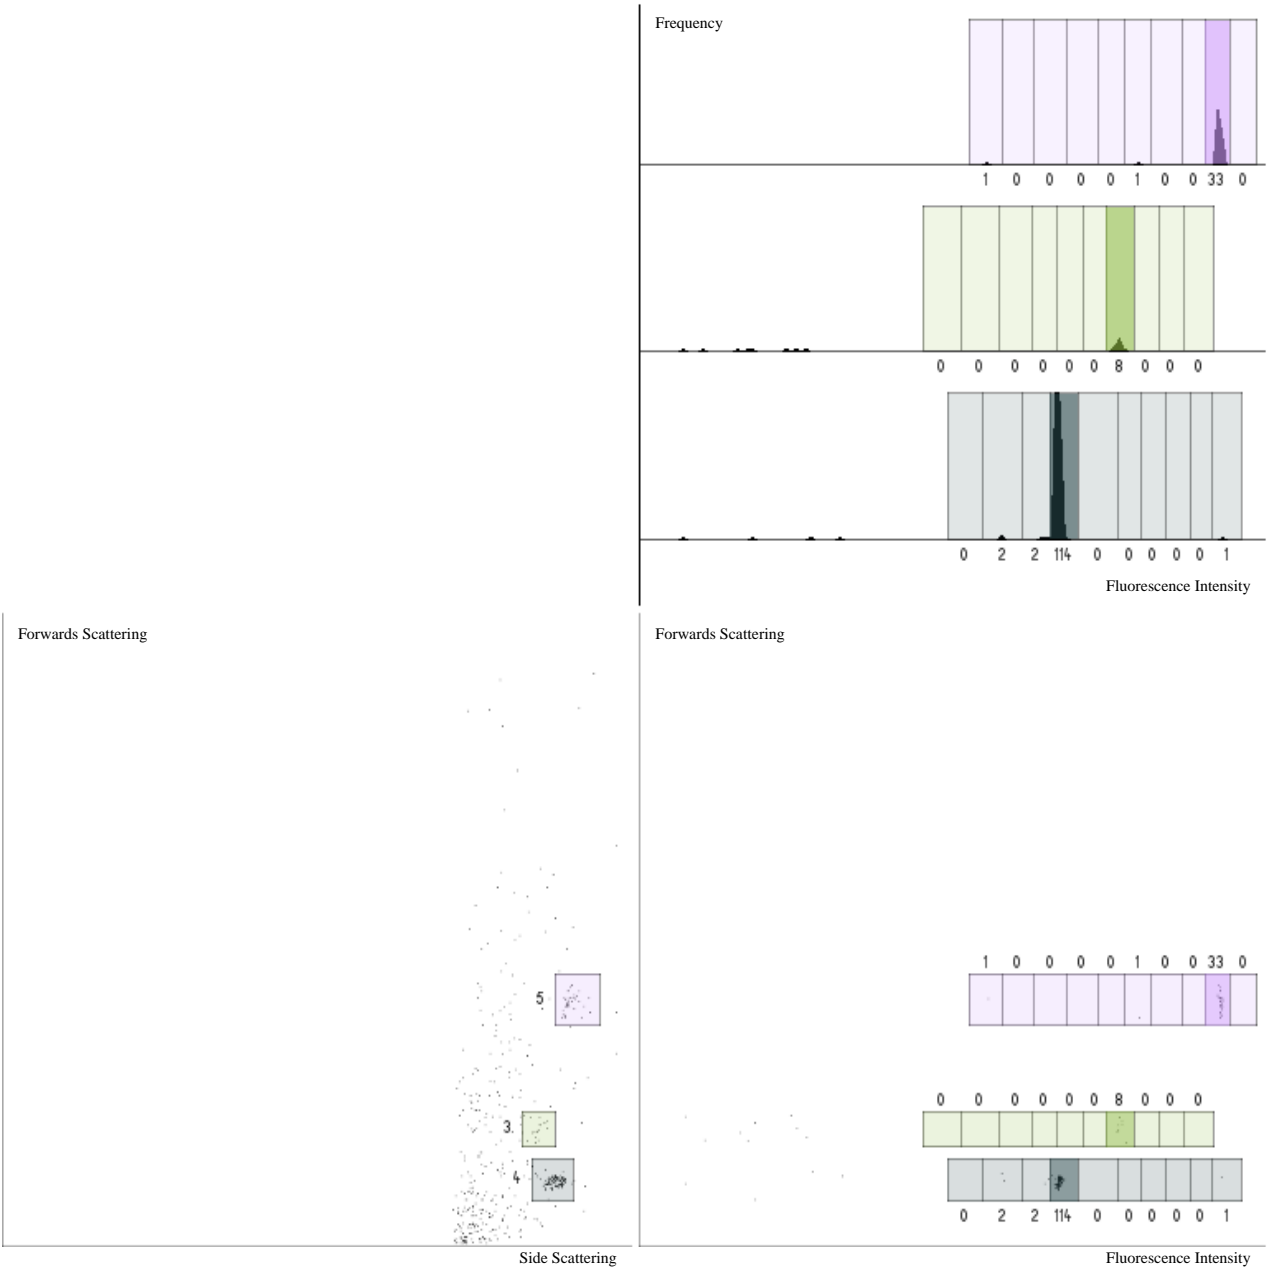 Frequency
1 0 0 0 0 1 0 0 33 0
0 0 0 0 0 0 8 0 0 0
0 2 2 114 0 0 0 0 0 1
Fluorescence Intensity
Forwards Scattering
5
3
4
Side Scattering
Forwards Scattering
1 0 0 0 0 1 0 0 33 0
0 0 0 0 0 0 8 0 0 0
0 2 2 114 0 0 0 0 0 1
Fluorescence Intensity